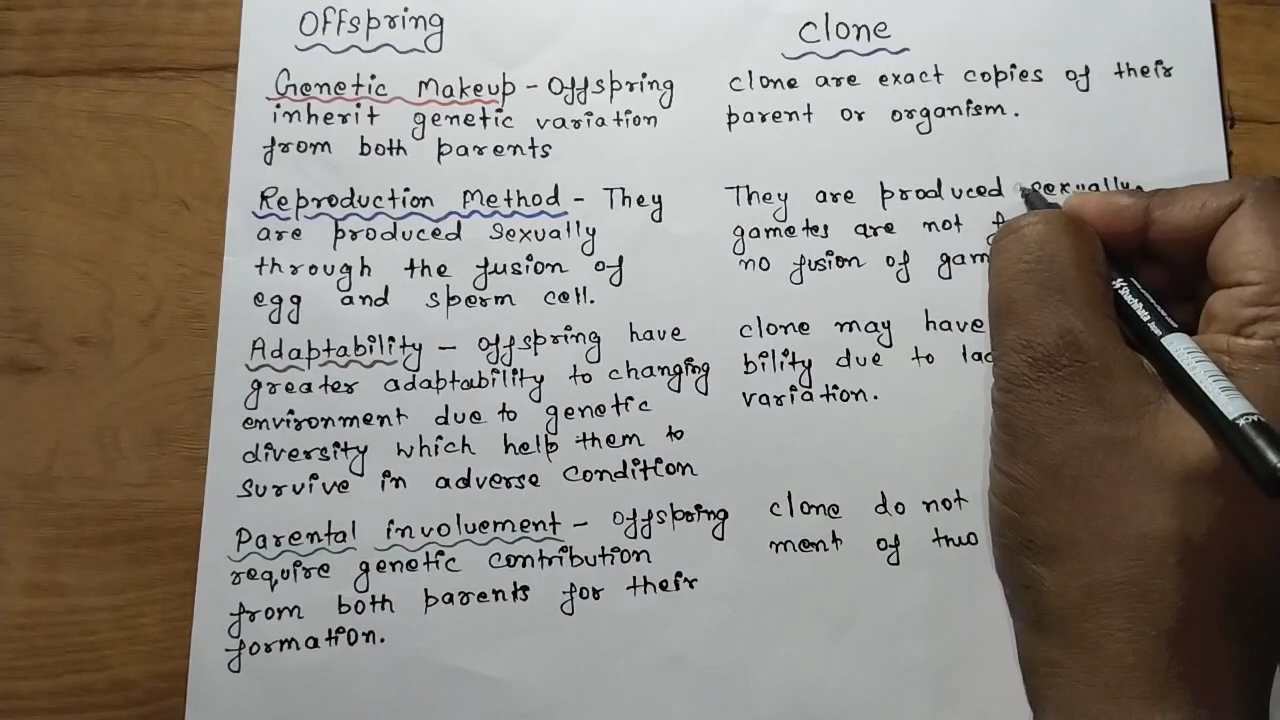 Offspring
clone
Genetic Makeup - Offspring
inherit genetic variation
from both parents
clone are exact copies of their
parent or organism.
Reproduction Method - They
are produced sexually
through the fusion of
egg and sperm cell.
They are produced sexually
gametes are not
no fusion of
Adaptability - offspring have
greater adaptability to changing
environment due to genetic
diversity which help them to
survive in adverse condition
clone may have
bility due to
variation.
Parental involvement - offspring
require genetic contribution
from both parents for their
formation.
clone do not
ment of two
Shachihata